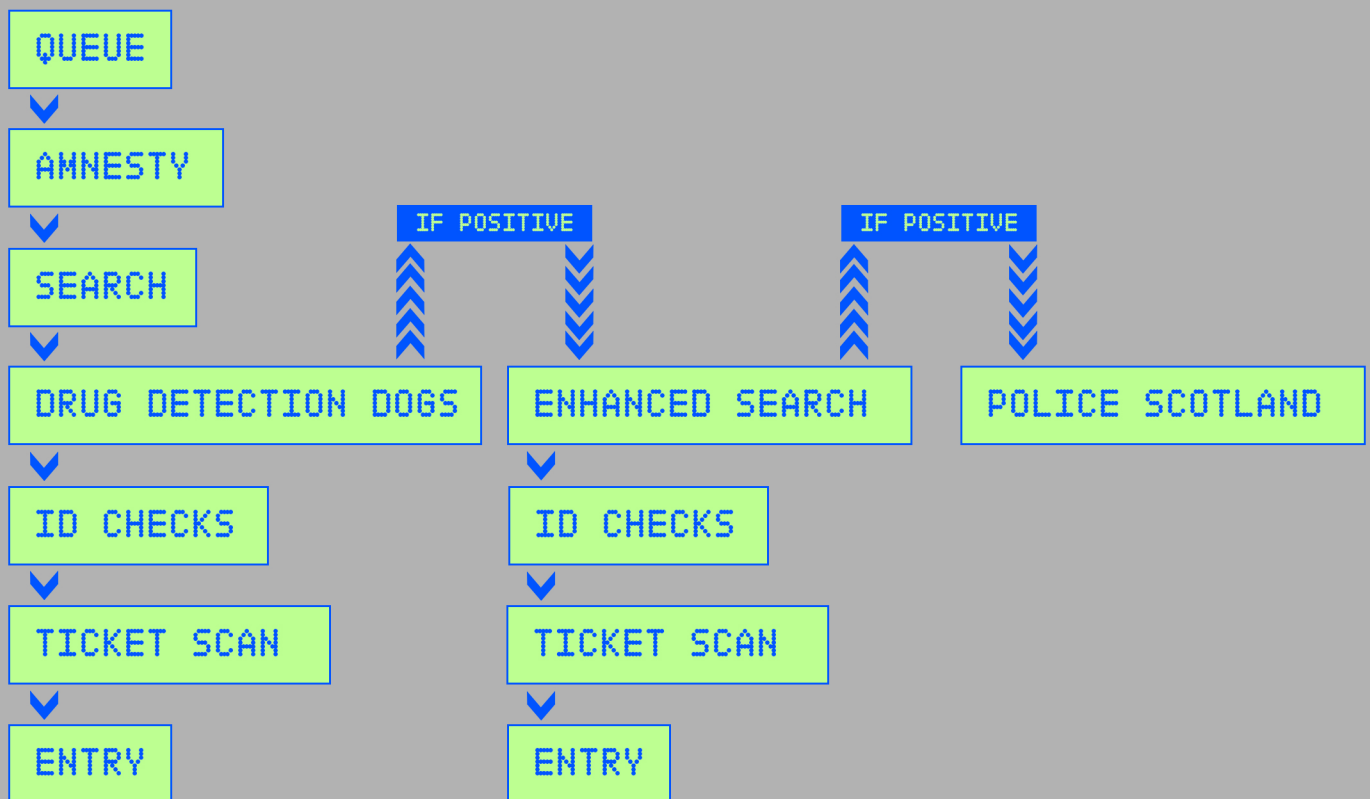 QUEUE
AMNESTY
IF POSITIVE
IF POSITIVE
SEARCH
DRUG DETECTION DOGS
ENHANCED SEARCH
POLICE SCOTLAND
ID CHECKS
ID CHECKS
TICKET SCAN
TICKET SCAN
ENTRY
ENTRY